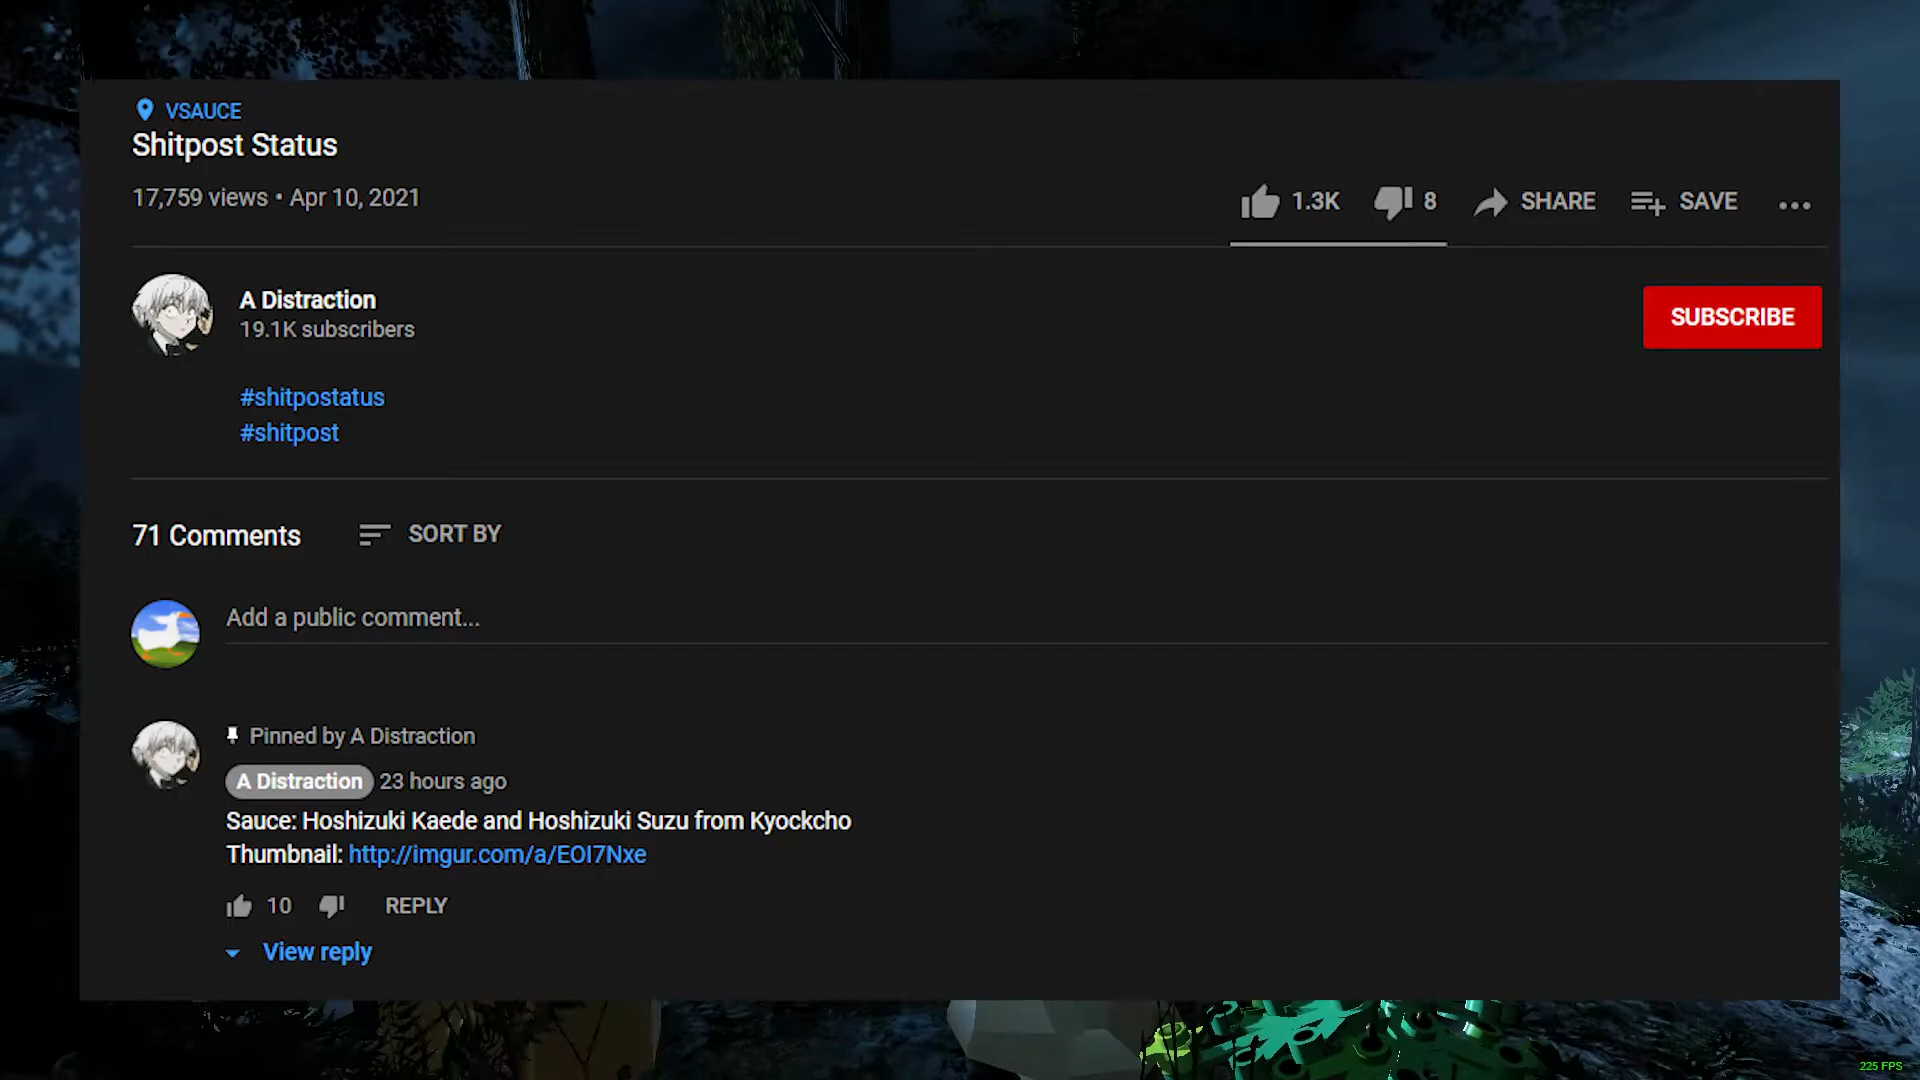 VSAUCE
Shitpost Status
17,759 views • Apr 10, 2021
1.3K 8 SHARE SAVE
A Distraction
19.1K subscribers
SUBSCRIBE
#shitpostatus
#shitpost
71 Comments SORT BY
Add a public comment...
Pinned by A Distraction
A Distraction 23 hours ago
Sauce: Hoshizuki Kaede and Hoshizuki Suzu from Kyockcho
Thumbnail: http://imgur.com/a/EOI7Nxe
10 REPLY
View reply
225 FPS